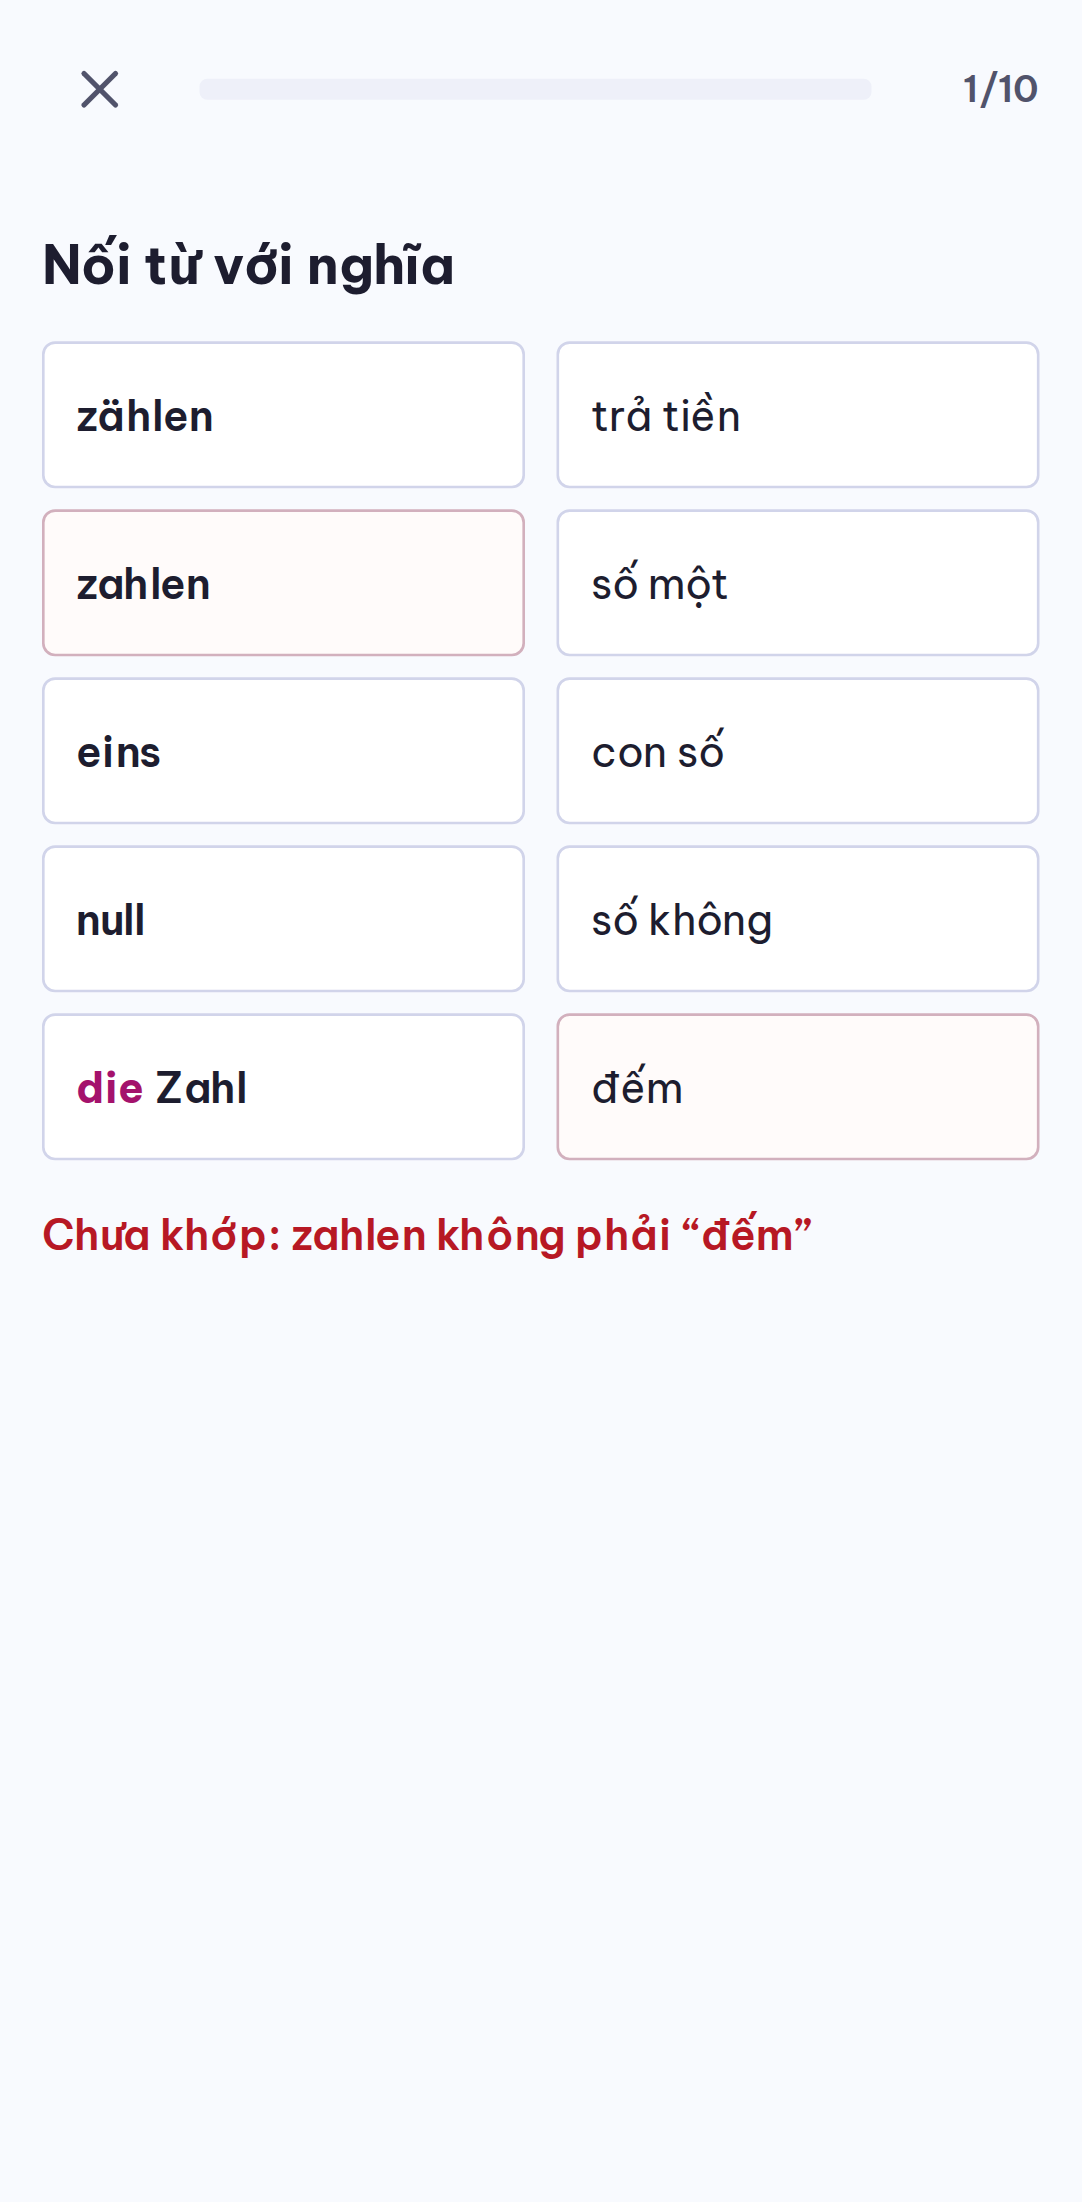 1/10
Nối từ với nghĩa
zählen
trả tiền
zahlen
số một
eins
con số
null
số không
die Zahl
đếm
Chưa khớp: zahlen không phải “đếm”